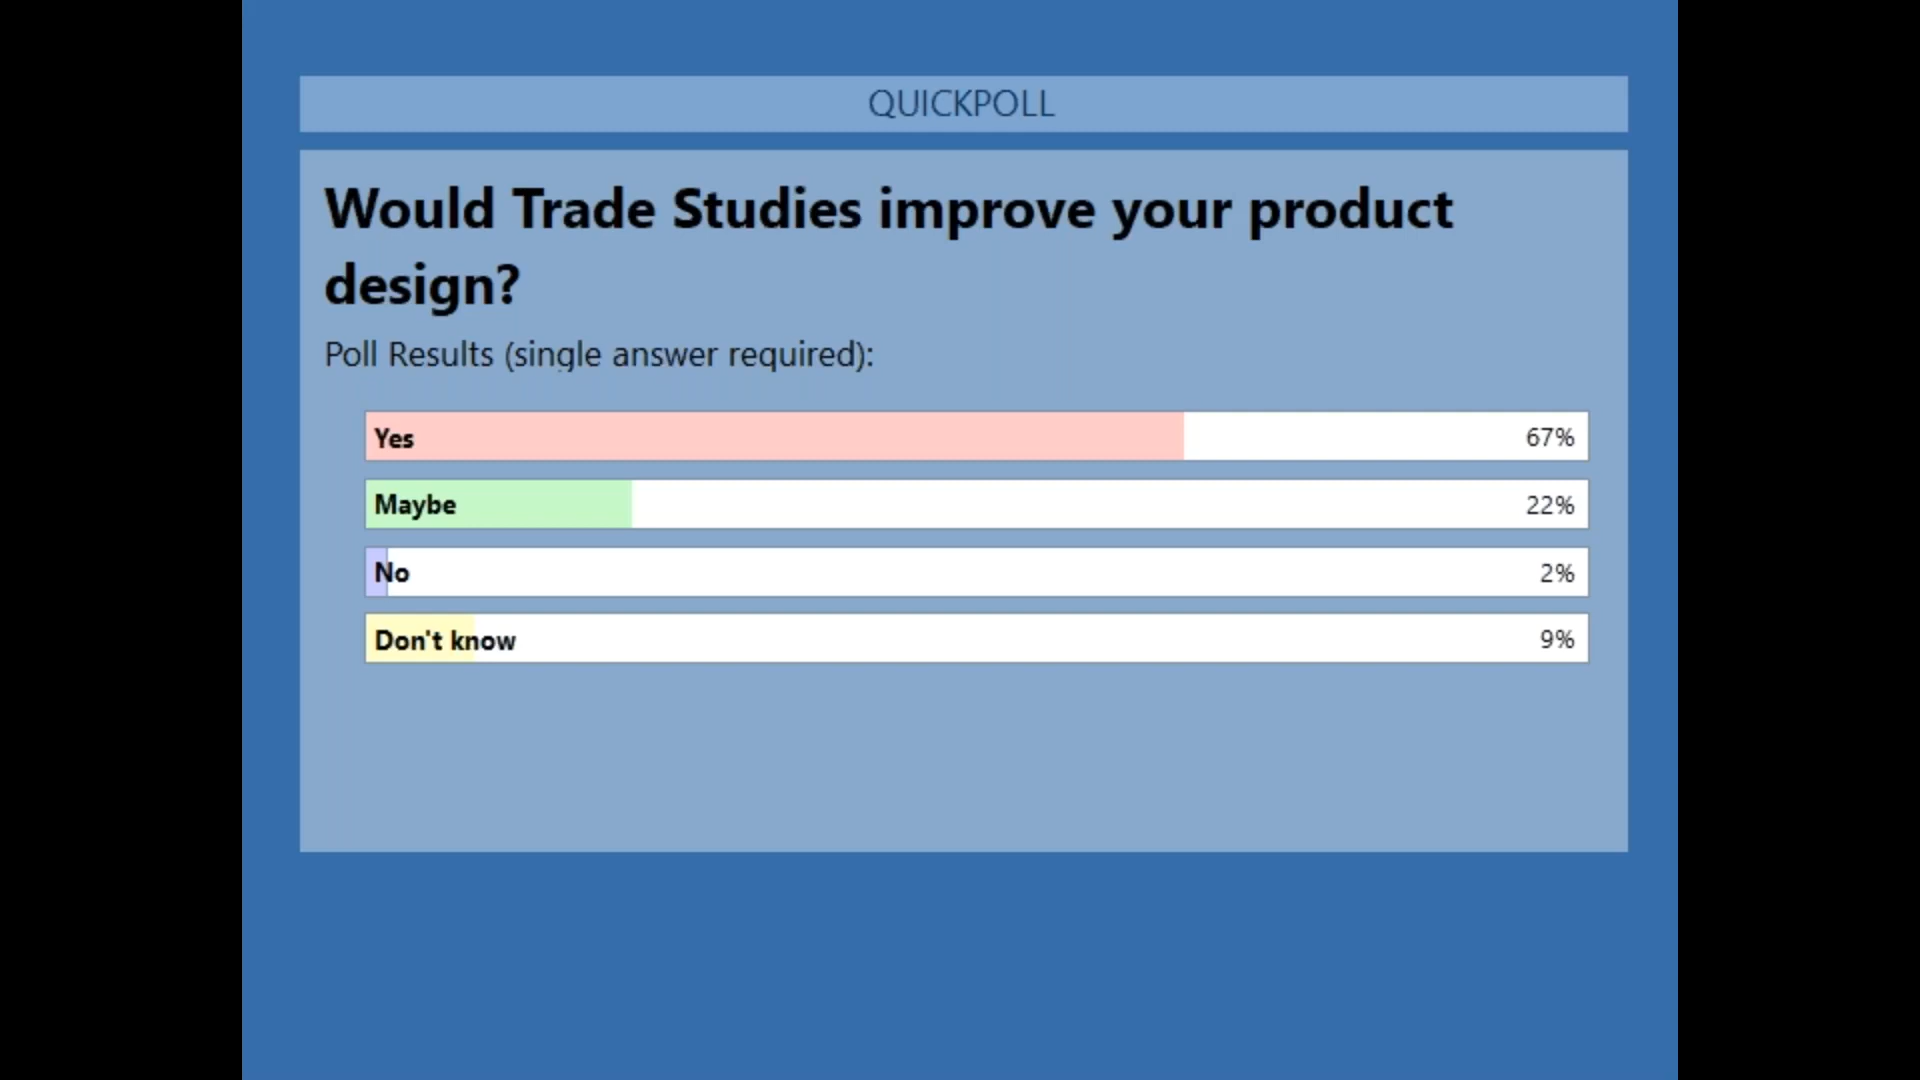 QUICKPOLL
Would Trade Studies improve your product
design?
Poll Results (single answer required):
Yes 67%
Maybe 22%
No 2%
Don't know 9%